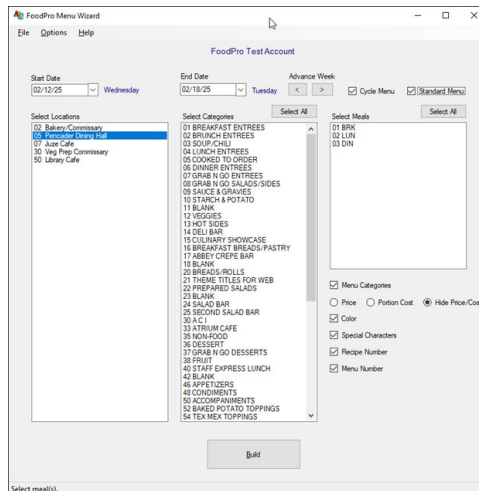 FoodPro Menu Wizard
File Options Help
FoodPro Test Account
Start Date
02/12/25 Wednesday
End Date
02/18/25 Tuesday
Advance Week
< >
Cycle Menu
Standard Menu
Select Locations
02 Bakery/Commissary
05 Pencader Dining Hall
07 Juze Cafe
30 Veg Prep Commissary
50 Library Cafe
Select Categories
Select All
01 BREAKFAST ENTREES
02 BRUNCH ENTREES
03 SOUP/CHILI
04 LUNCH ENTREES
05 COOKED TO ORDER
06 DINNER ENTREES
07 GRAB N GO ENTREES
08 GRAB N GO SALADS/SIDES
09 SAUCE & GRAVIES
10 STARCH & POTATO
11 BLANK
12 VEGGIES
13 HOT SIDES
14 DELI BAR
15 CULINARY SHOWCASE
16 BREAKFAST BREADS/PASTRY
17 ABBEY CREPE BAR
18 BLANK
20 BREADS/ROLLS
21 THEME TITLES FOR WEB
22 PREPARED SALADS
23 BLANK
24 SALAD BAR
25 SECOND SALAD BAR
30 A C I
33 ATRIUM CAFE
35 NON-FOOD
36 DESSERT
37 GRAB N GO DESSERTS
38 FRUIT
40 STAFF EXPRESS LUNCH
42 BLANK
46 APPETIZERS
48 CONDIMENTS
50 ACCOMPANIMENTS
52 BAKED POTATO TOPPINGS
54 TEX MEX TOPPINGS
Select Meals
Select All
01 BRK
02 LUN
03 DIN
Menu Categories
Price Portion Cost Hide Price/Cos
Color
Special Characters
Recipe Number
Menu Number
Build
Select meal(s).